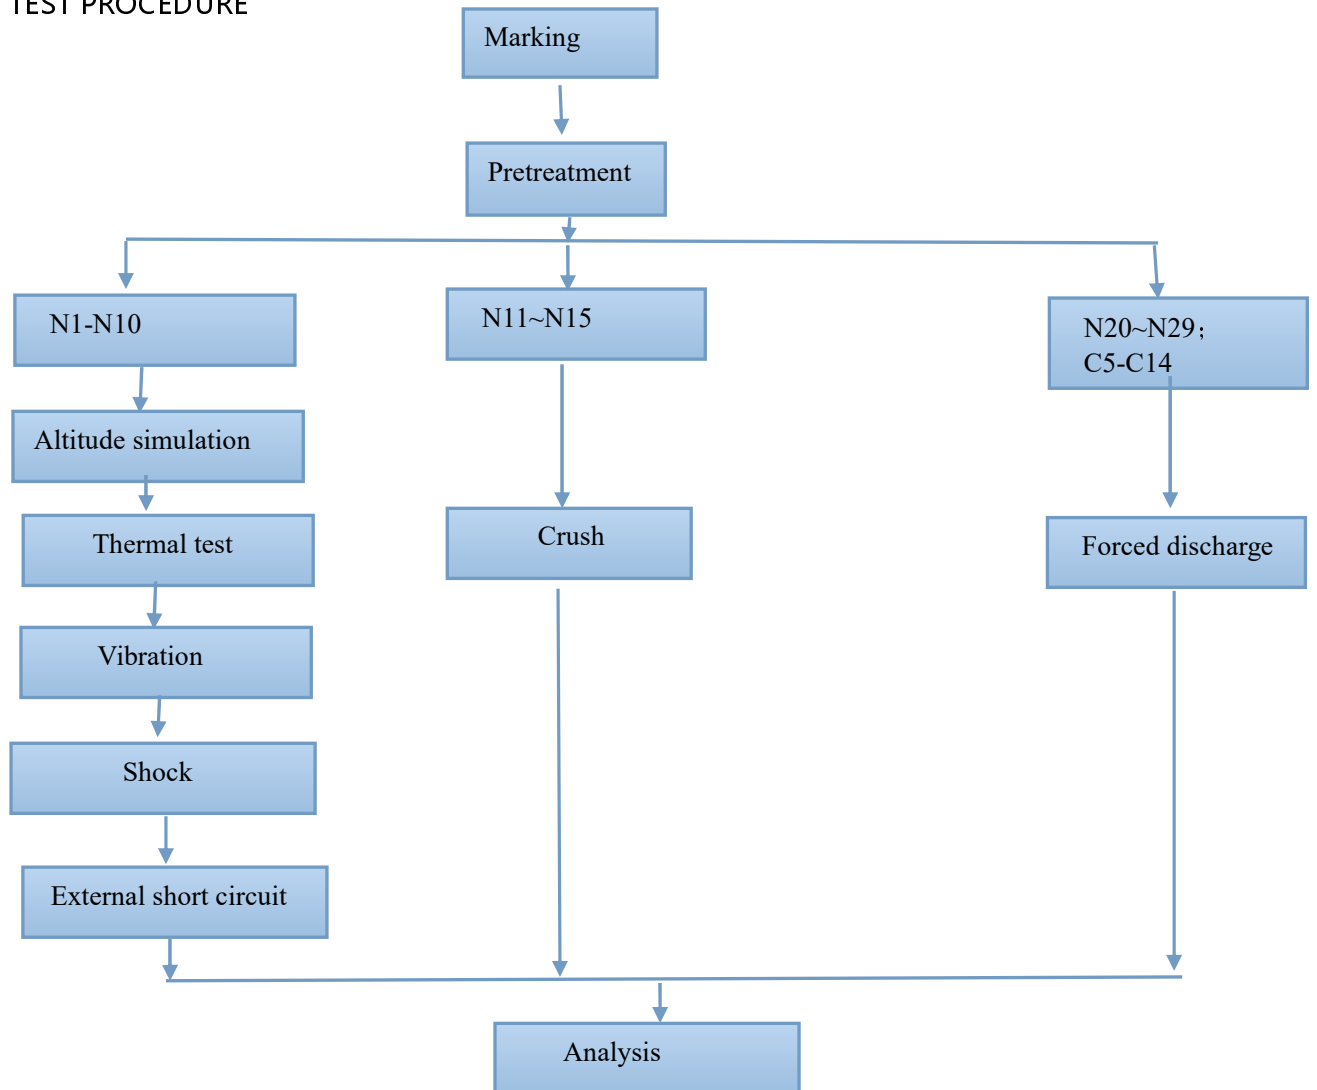 TEST PROCEDURE
Marking
Pretreatment
N1-N10
N11~N15
N20~N29；
C5-C14
Altitude simulation
Thermal test
Crush
Forced discharge
Vibration
Shock
External short circuit
Analysis